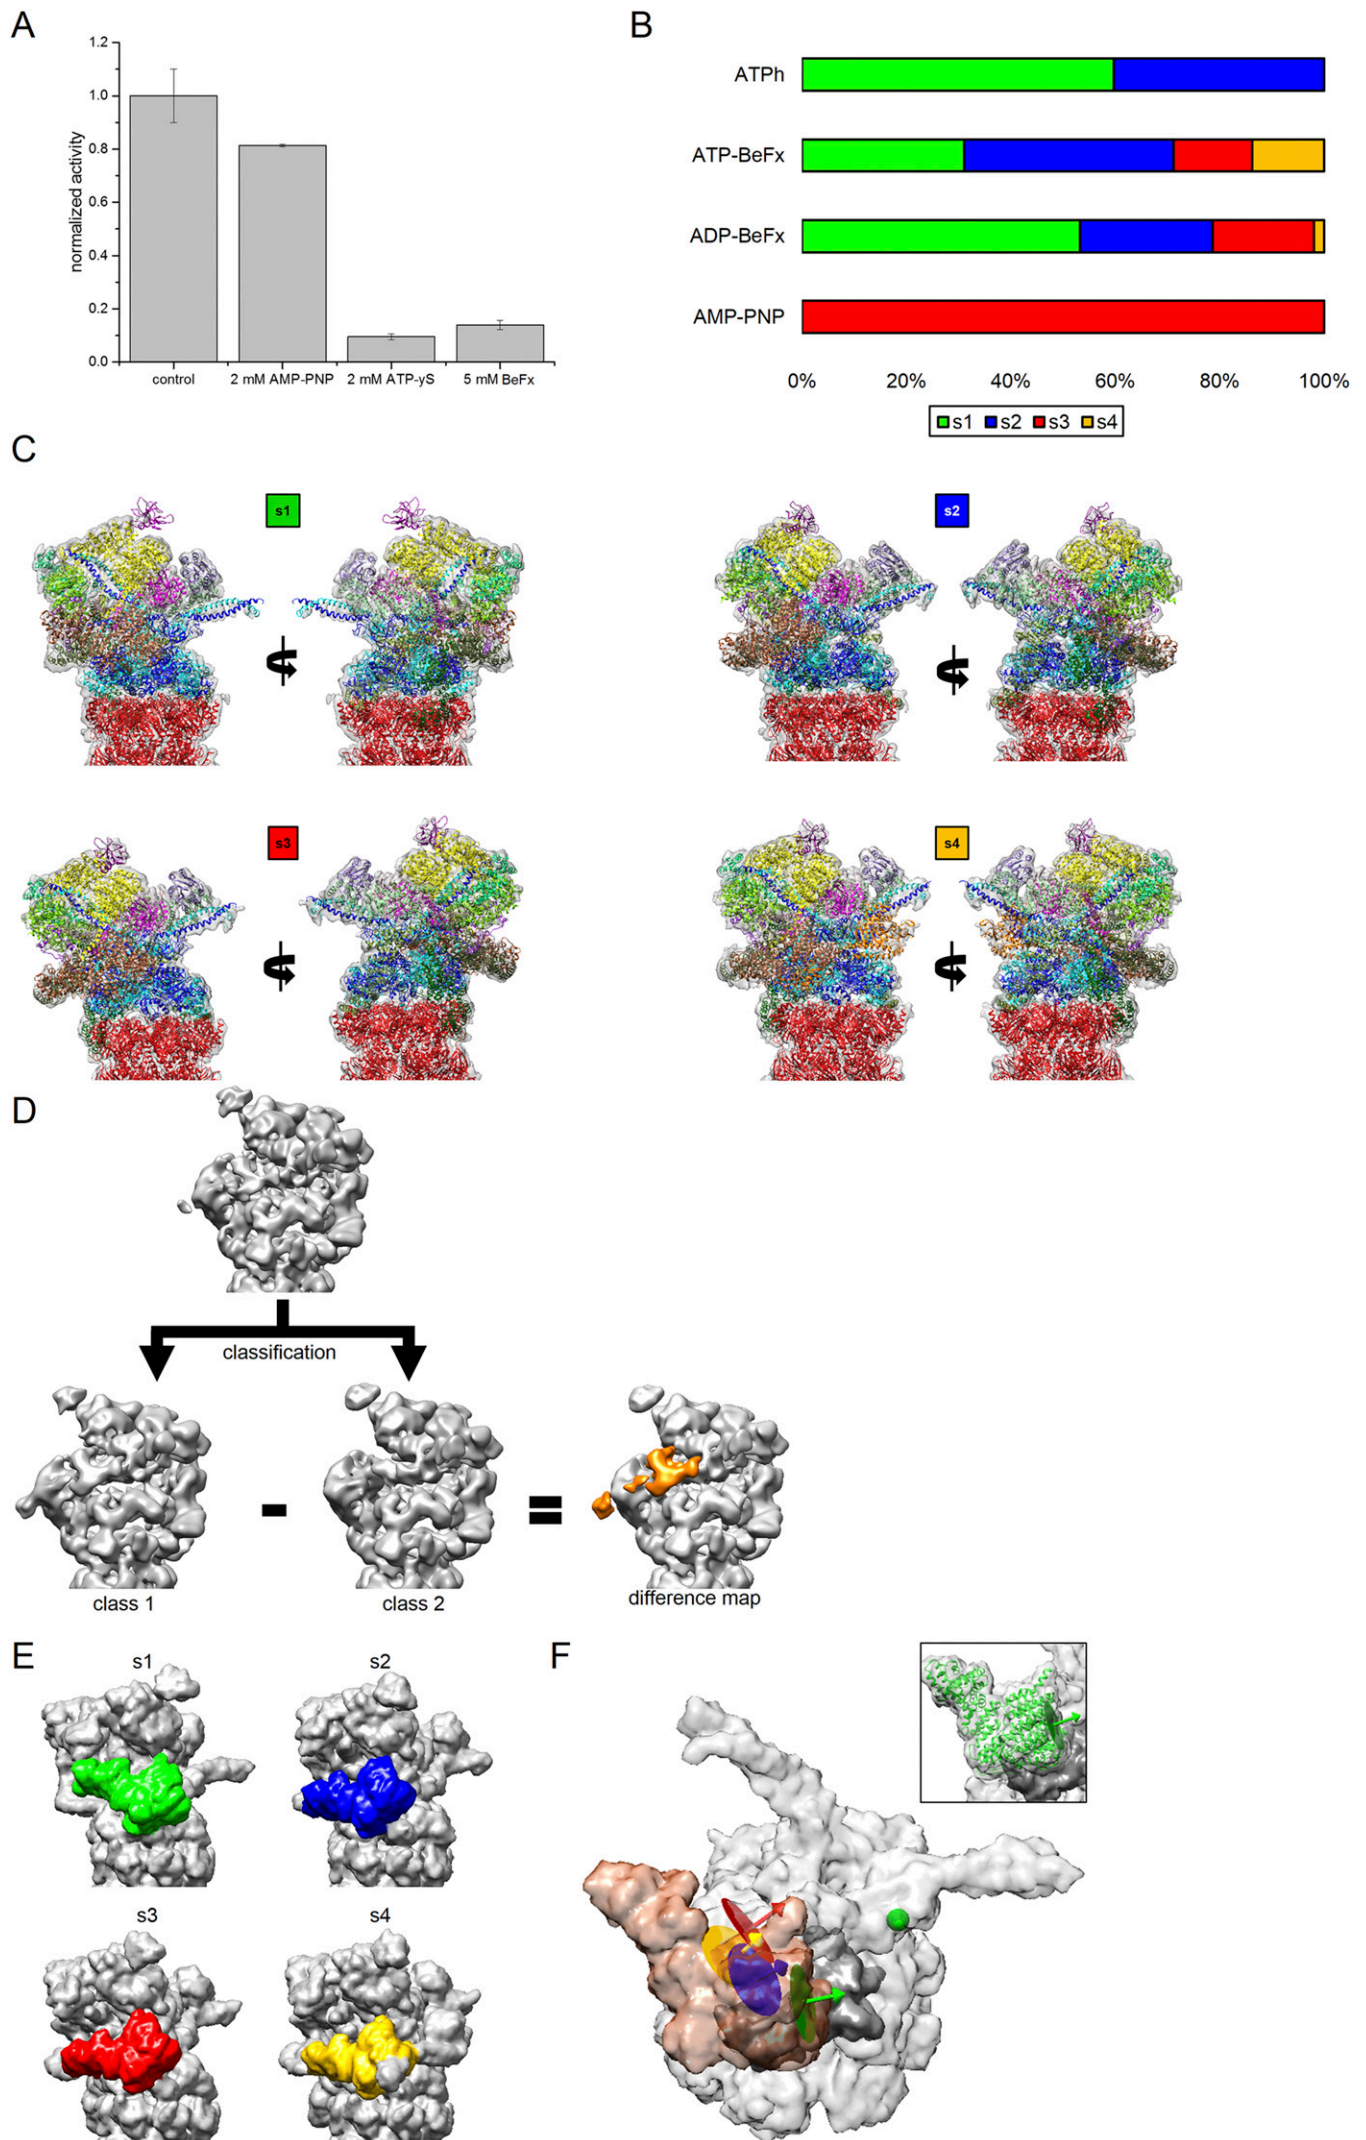 A
1.2
1.0
0.8
0.6
0.4
0.2
0.0
normalized activity
control
2 mM AMP-PNP
2 mM ATP-yS
5 mM BeFx
B
ATPh
ATP-BeFx
ADP-BeFx
AMP-PNP
0% 20% 40% 60% 80% 100%
s1 s2 s3 s4
C
s1
s2
s3
s4
D
classification
class 1
class 2
difference map
E
s1
s2
s3
s4
F